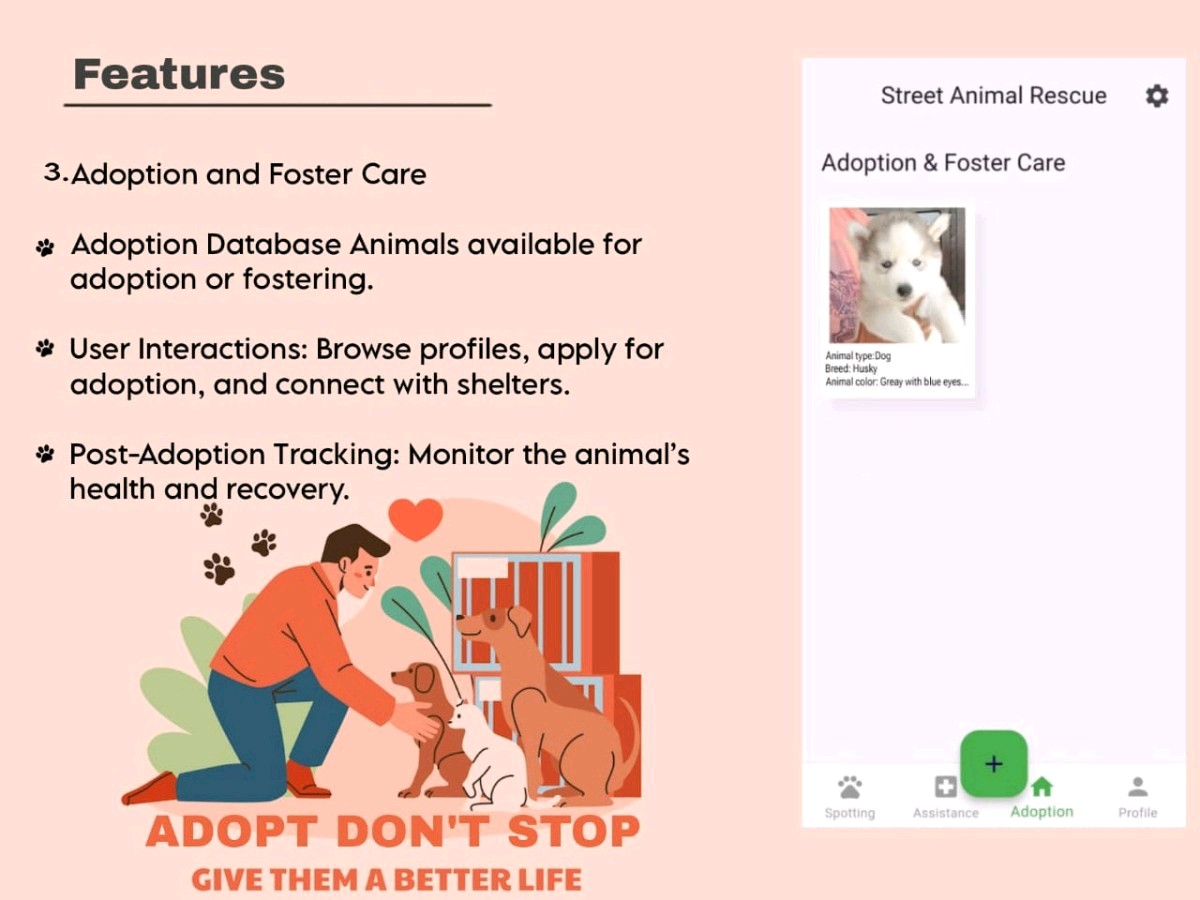 Features
3.Adoption and Foster Care
Adoption Database Animals available for
adoption or fostering.
User Interactions: Browse profiles, apply for
adoption, and connect with shelters.
Post-Adoption Tracking: Monitor the animal's
health and recovery.
ADOPT DON'T STOP
GIVE THEM A BETTER LIFE
Street Animal Rescue
Adoption & Foster Care
Animal type:Dog
Breed: Husky
Animal color: Greay with blue eyes...
+
Spotting
Assistance
Adoption
Profile